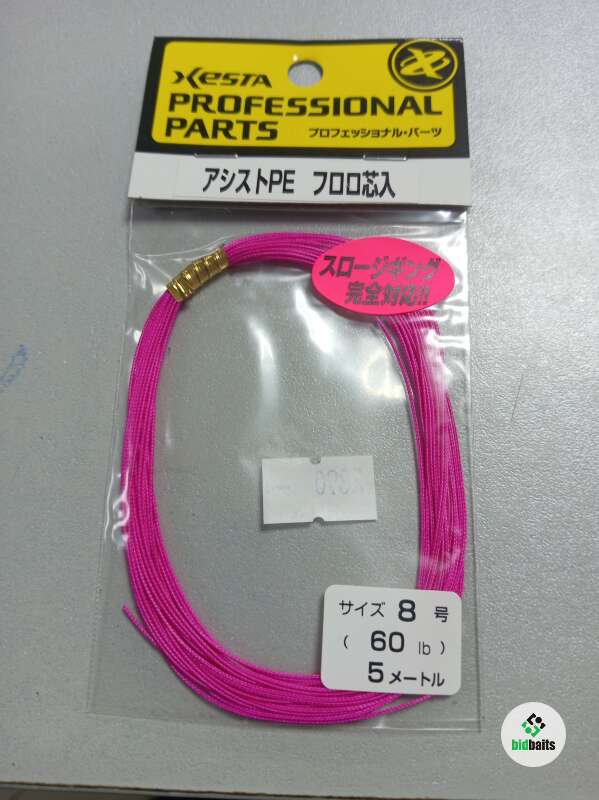 XESTA
PROFESSIONAL
PARTS プロフェッショナル・パーツ
アシストPE フロロ芯入
スロージギング
完全対応!!
サイズ 8 号
( 60 lb )
5メートル
bidbaits